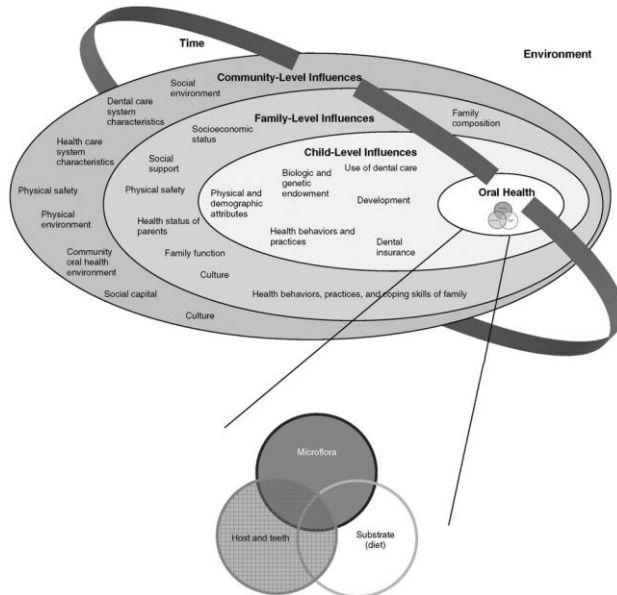 Time
Environment
Community-Level Influences
Social
environment
Dental care
system
characteristics
Family-Level Influences
Family
composition
Socioeconomic
status
Health care
system
characteristics
Child-Level Influences
Social
support
Use of dental care
Biologic and
genetic
endowment
Physical safety
Physical safety
Physical and
demographic
attributes
Development
Oral Health
Physical
environment
Health status of
parents
Health behaviors and
practices
Dental
insurance
Community
oral health
environment
Family function
Culture
Social capital
Health behaviors, practices, and coping skills of family
Culture
Microflora
Host and teeth
Substrate
(diet)